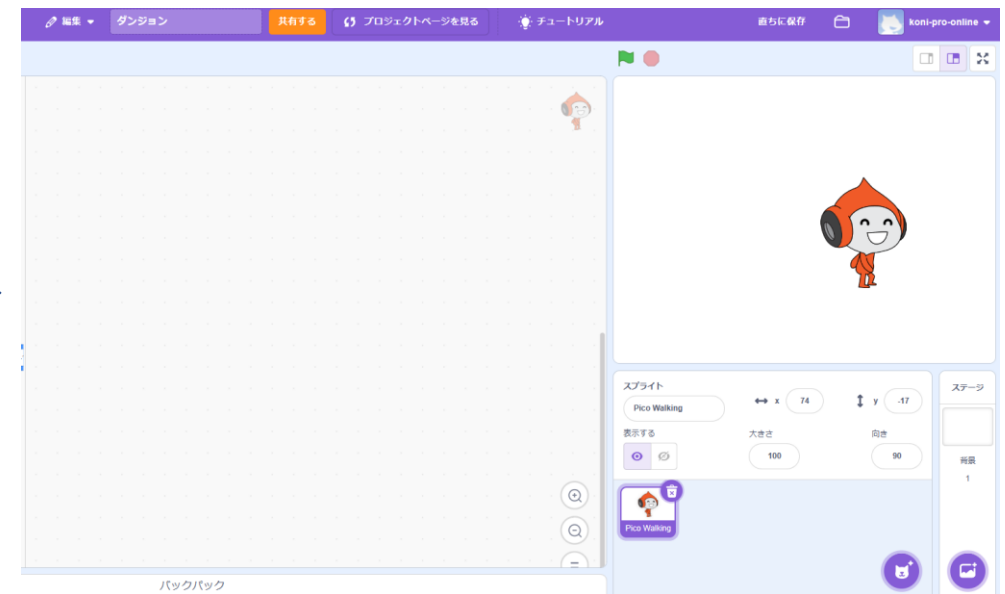 編集 ダンジョン 共有する プロジェクトページを見る チュートリアル 直ちに保存 koni-pro-online
スプライト
Pico Walking
x 74
y -17
表示する
大きさ
100
向き
90
Pico Walking
ステージ
背景
1
バックパック